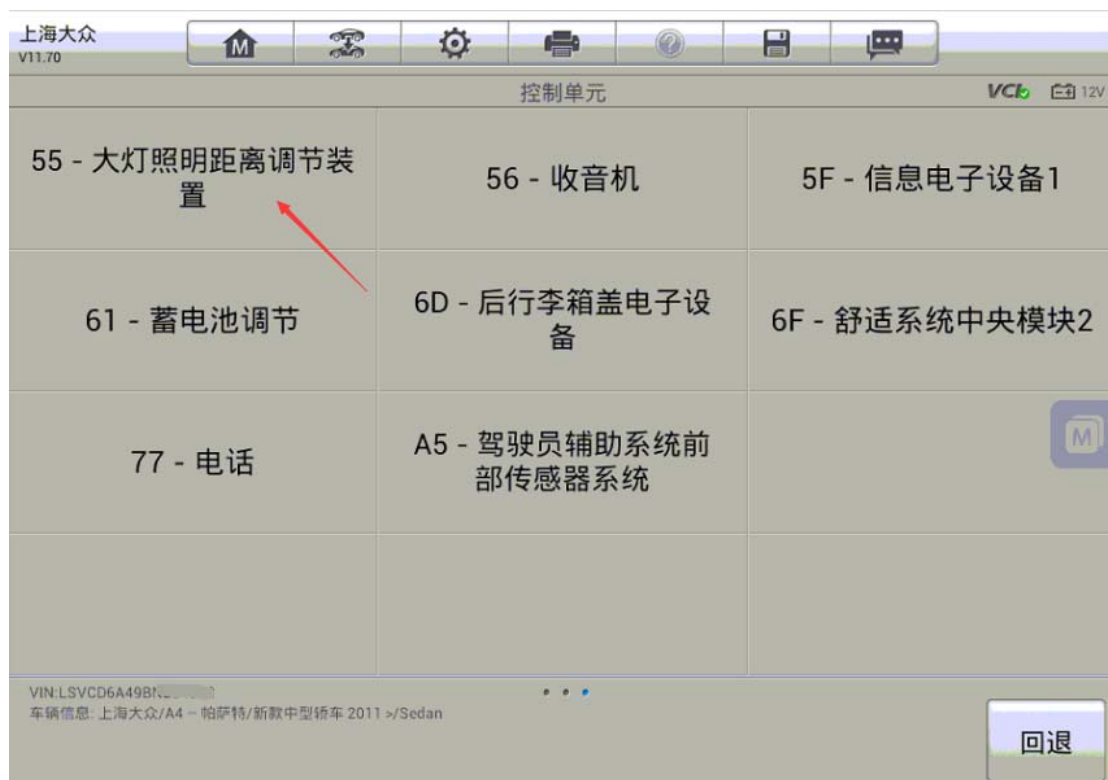 上海大众
V11.70
M
控制单元
VCI
12V
55 - 大灯照明距离调节装
置
56 - 收音机
5F - 信息电子设备1
61 - 蓄电池调节
6D - 后行李箱盖电子设
备
6F - 舒适系统中央模块2
77 - 电话
A5 - 驾驶员辅助系统前
部传感器系统
M
VIN:LSVCD6A49BN
车辆信息: 上海大众/A4 - 帕萨特/新款中型轿车 2011 >/Sedan
回退